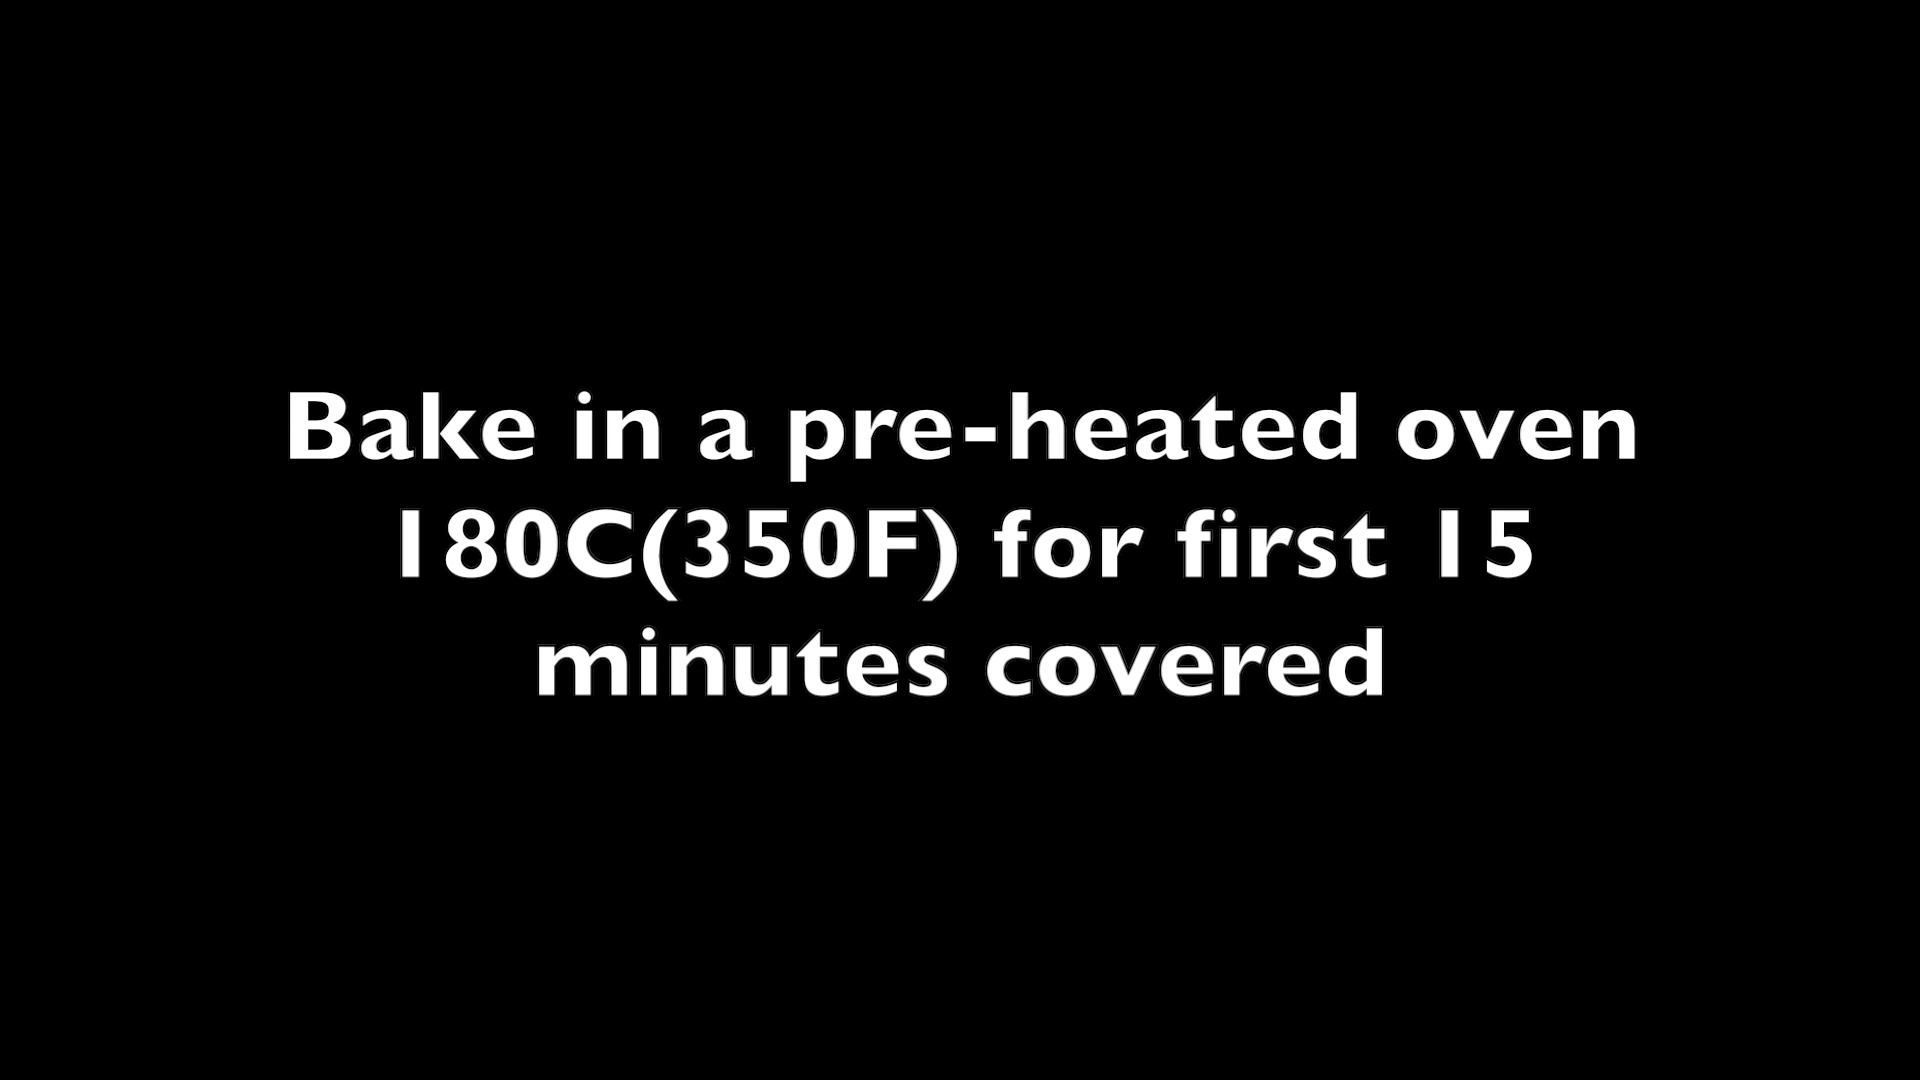 Bake in a pre-heated oven
180C(350F) for first 15
minutes covered